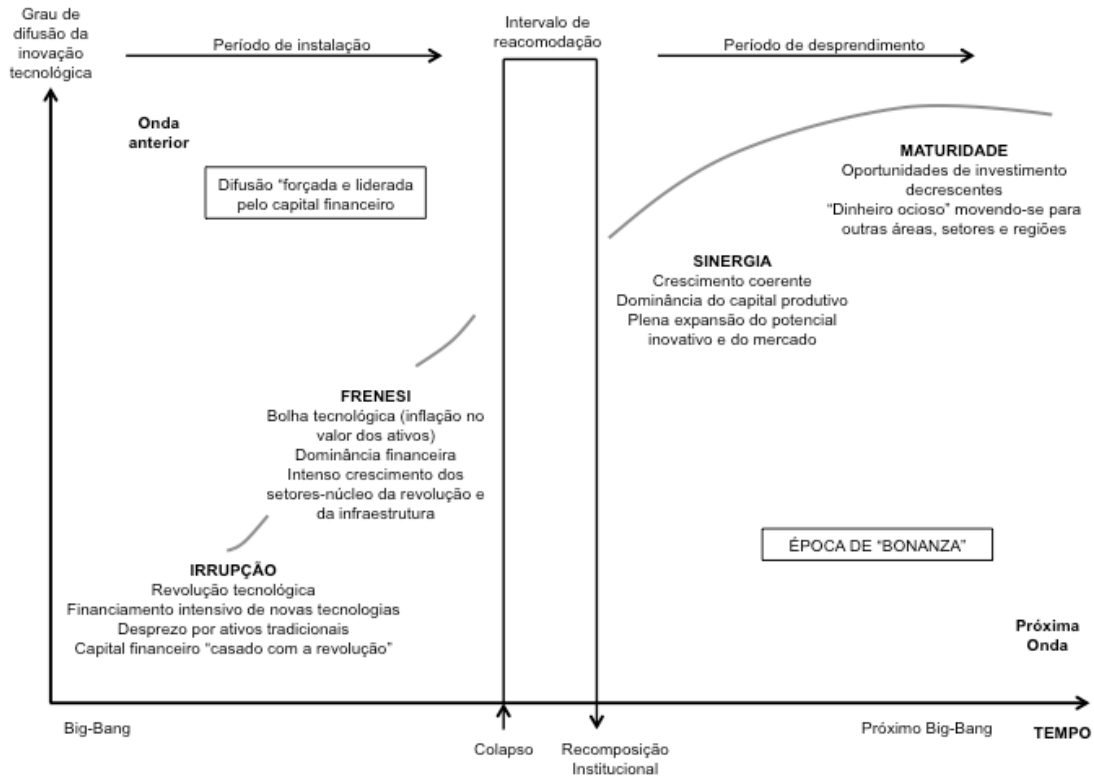 Grau de
difusão da
inovação
tecnológica
Período de instalação
Intervalo de
reacomodação
Período de desprendimento
Onda
anterior
Difusão “forçada e liderada
pelo capital financeiro
MATURIDADE
Oportunidades de investimento
decrescentes
“Dinheiro ocioso” movendo-se para
outras áreas, setores e regiões
SINERGIA
Crescimento coerente
Dominância do capital produtivo
Plena expansão do potencial
inovativo e do mercado
FRENESI
Bolha tecnológica (inflação no
valor dos ativos)
Dominância financeira
Intenso crescimento dos
setores-núcleo da revolução e
da infraestrutura
ÉPOCA DE “BONANZA”
IRRUPÇÃO
Revolução tecnológica
Financiamento intensivo de novas tecnologias
Desprezo por ativos tradicionais
Capital financeiro “casado com a revolução”
Próxima
Onda
Big-Bang
Colapso
Recomposição
Institucional
Próximo Big-Bang
TEMPO